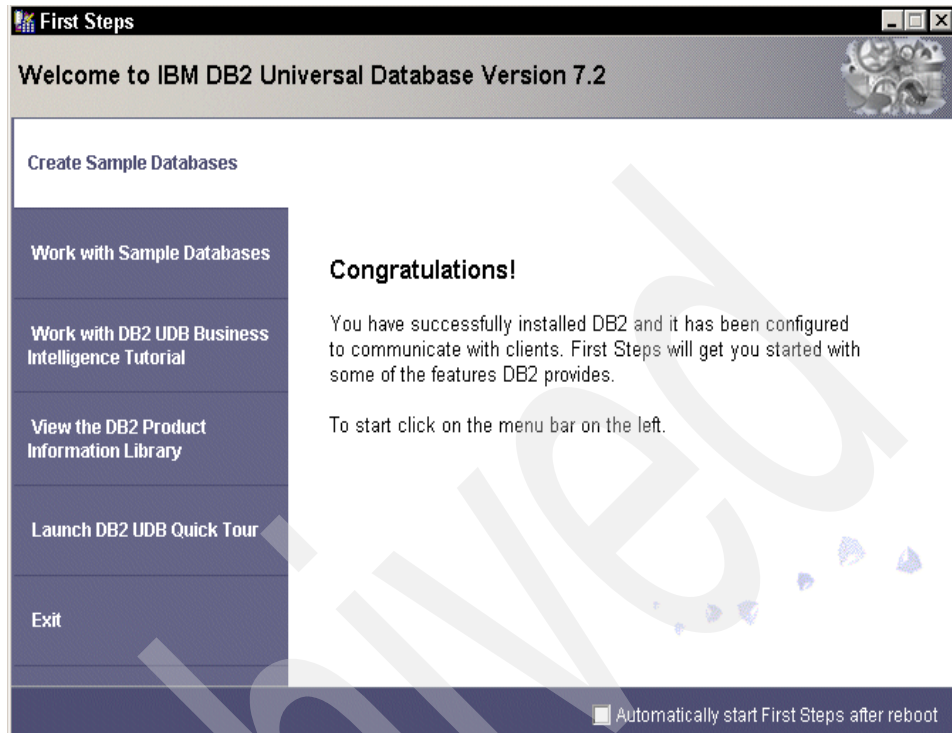 First Steps
Welcome to IBM DB2 Universal Database Version 7.2
Create Sample Databases
Work with Sample Databases
Work with DB2 UDB Business
Intelligence Tutorial
View the DB2 Product
Information Library
Launch DB2 UDB Quick Tour
Exit
Congratulations!
You have successfully installed DB2 and it has been configured
to communicate with clients. First Steps will get you started with
some of the features DB2 provides.
To start click on the menu bar on the left.
Automatically start First Steps after reboot
hived